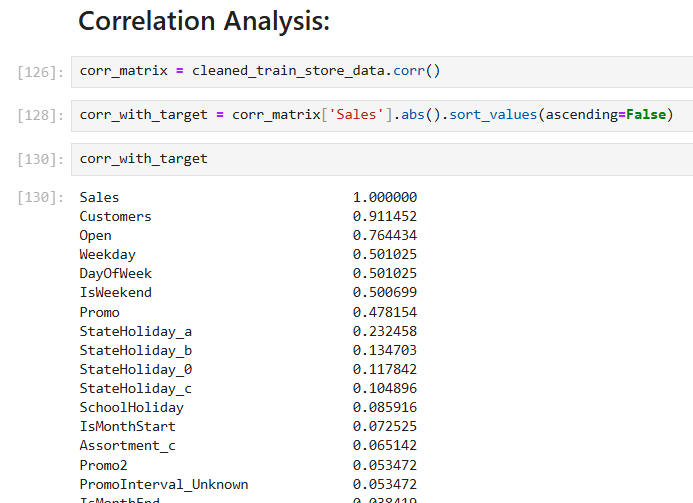 Correlation Analysis:
[126]: corr_matrix = cleaned_train_store_data.corr()
[128]: corr_with_target = corr_matrix['Sales'].abs().sort_values(ascending=False)
[130]: corr_with_target
[130]: Sales 1.000000
Customers 0.911452
Open 0.764434
Weekday 0.501025
DayOfWeek 0.501025
IsWeekend 0.500699
Promo 0.478154
StateHoliday_a 0.232458
StateHoliday_b 0.134703
StateHoliday_0 0.117842
StateHoliday_c 0.104896
SchoolHoliday 0.085916
IsMonthStart 0.072525
Assortment_c 0.065142
Promo2 0.053472
PromoInterval_Unknown 0.053472
IsMonthEnd 0.038419